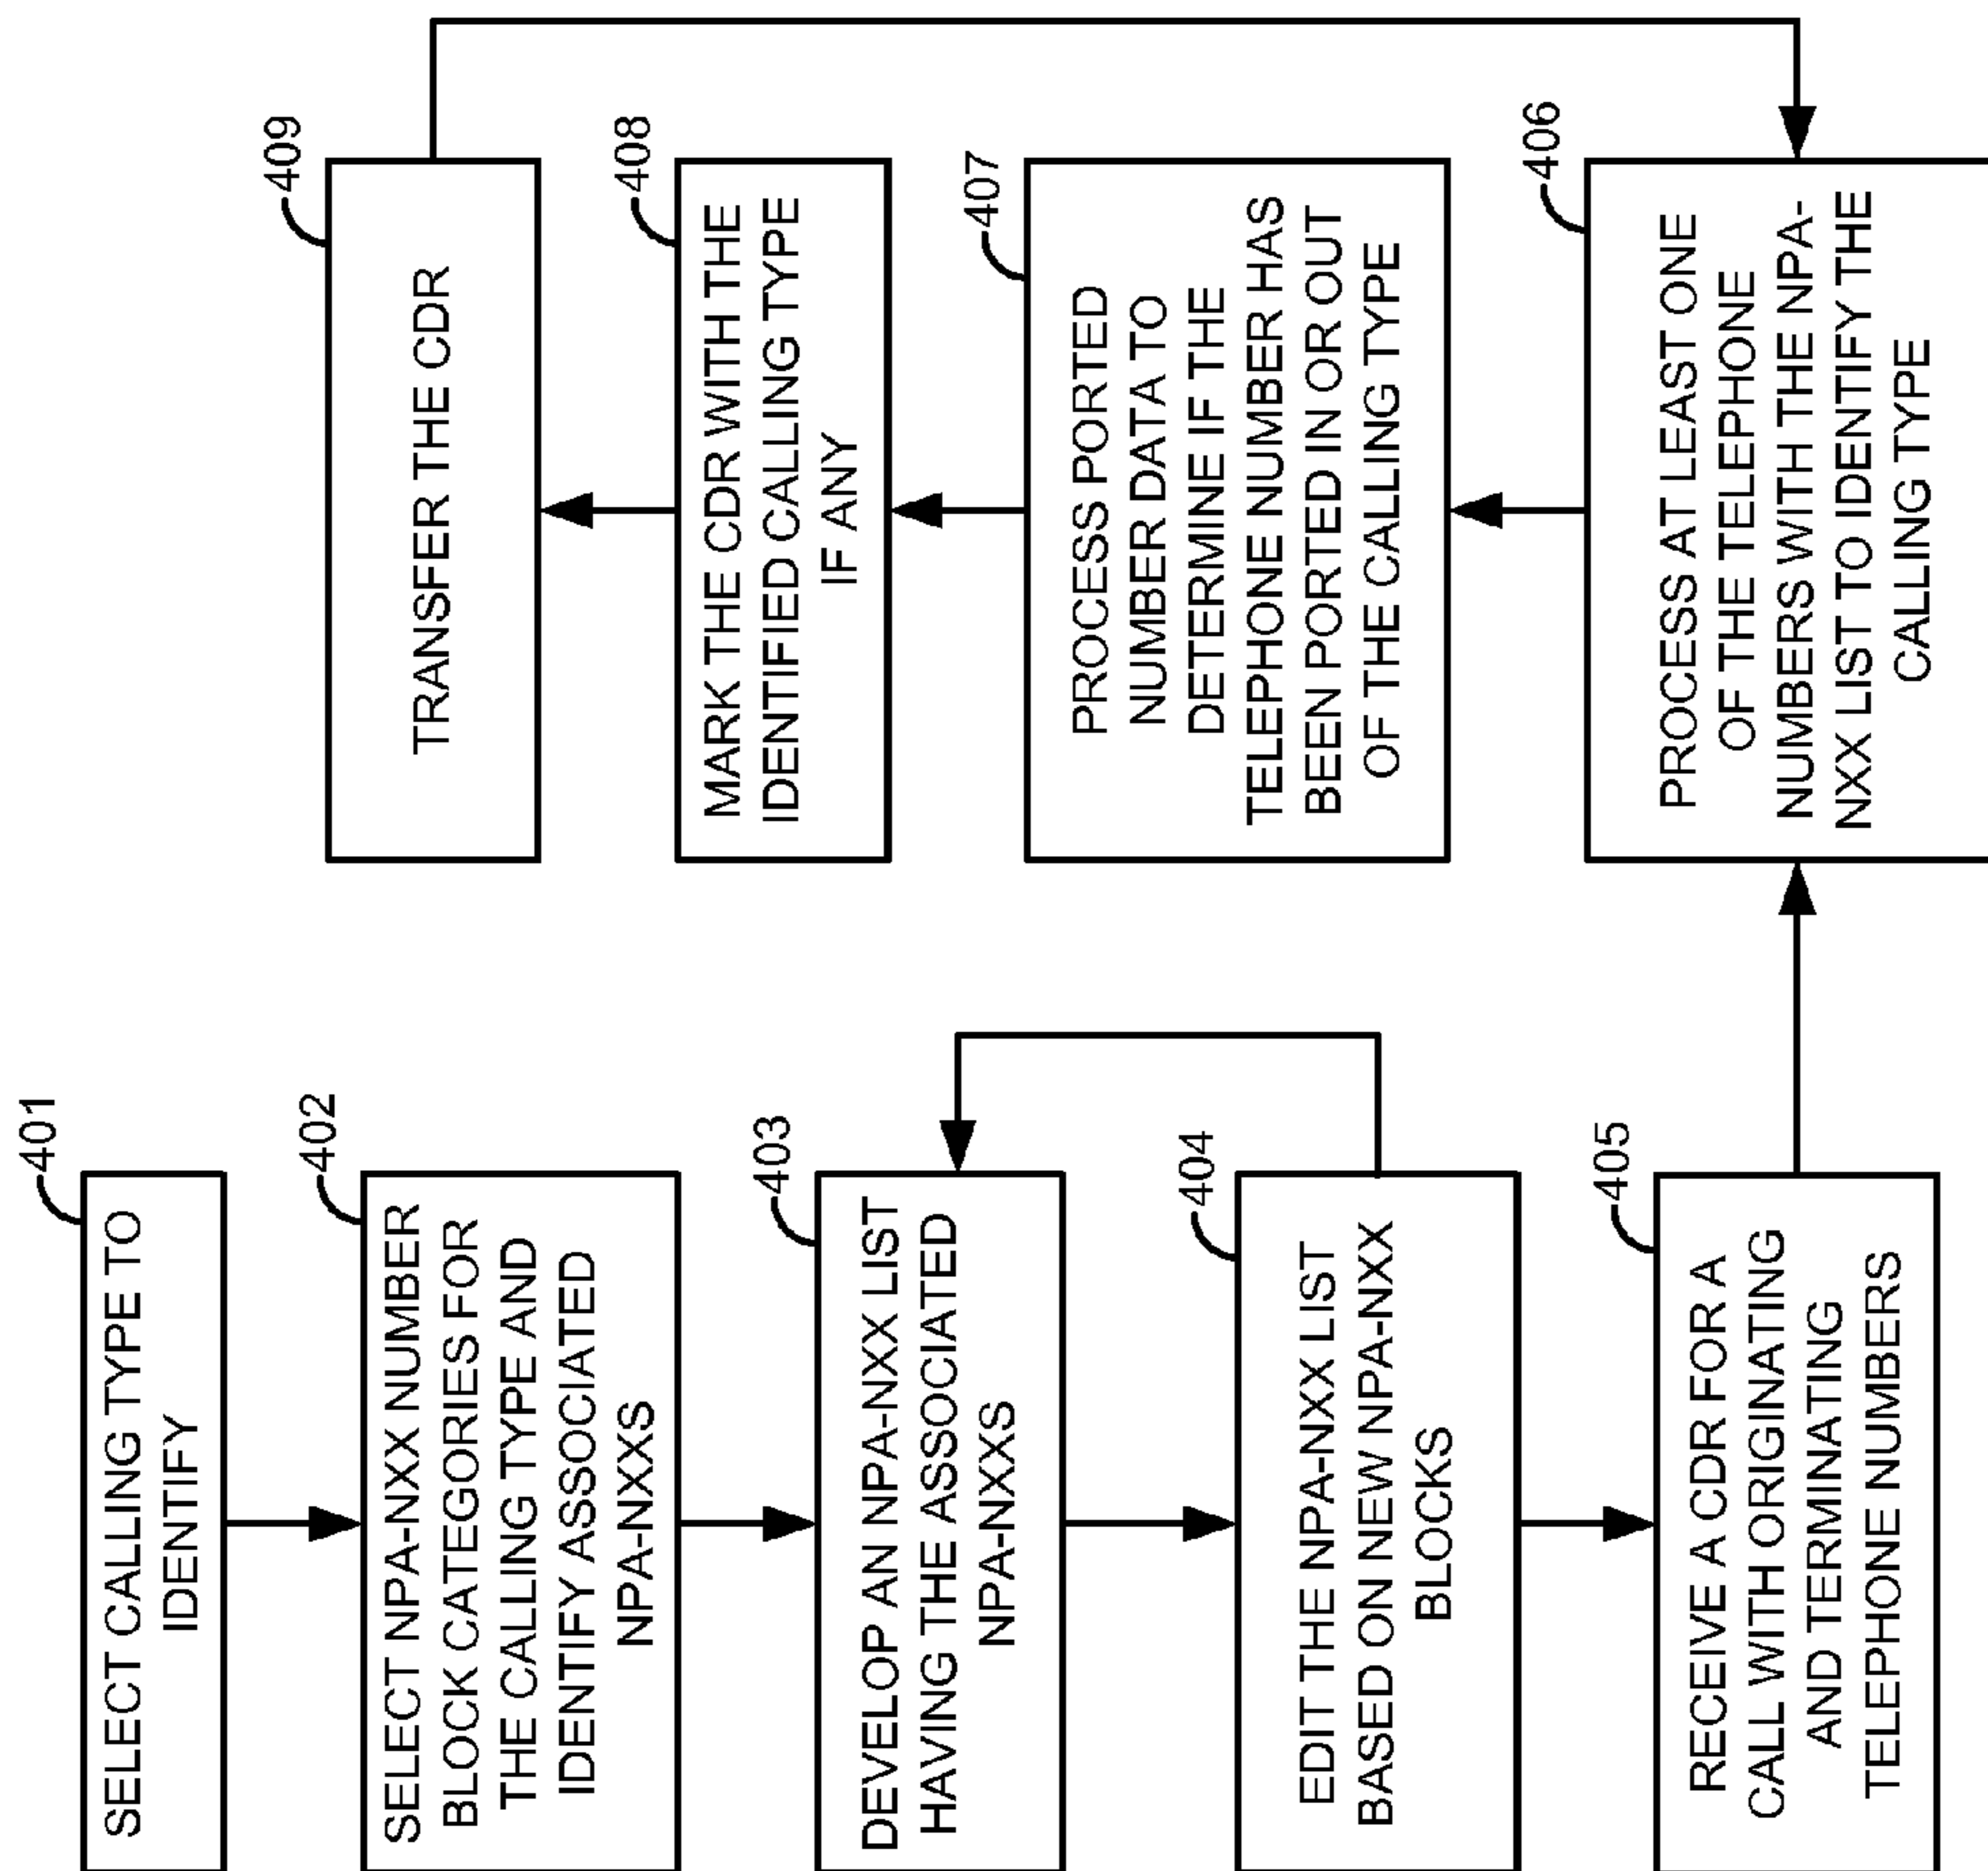 401
SELECT CALLING TYPE TO
IDENTIFY
402
SELECT NPA-NXX NUMBER
BLOCK CATEGORIES FOR
THE CALLING TYPE AND
IDENTIFY ASSOCIATED
NPA-NXXS
403
DEVELOP AN NPA-NXX LIST
HAVING THE ASSOCIATED
NPA-NXXS
404
EDIT THE NPA-NXX LIST
BASED ON NEW NPA-NXX
BLOCKS
405
RECEIVE A CDR FOR A
CALL WITH ORIGINATING
AND TERMINATING
TELEPHONE NUMBERS
406
PROCESS AT LEAST ONE
OF THE TELEPHONE
NUMBERS WITH THE NPA-
NXX LIST TO IDENTIFY THE
CALLING TYPE
407
PROCESS PORTED
NUMBER DATA TO
DETERMINE IF THE
TELEPHONE NUMBER HAS
BEEN PORTED IN OR OUT
OF THE CALLING TYPE
408
MARK THE CDR WITH THE
IDENTIFIED CALLING TYPE
IF ANY
409
TRANSFER THE CDR